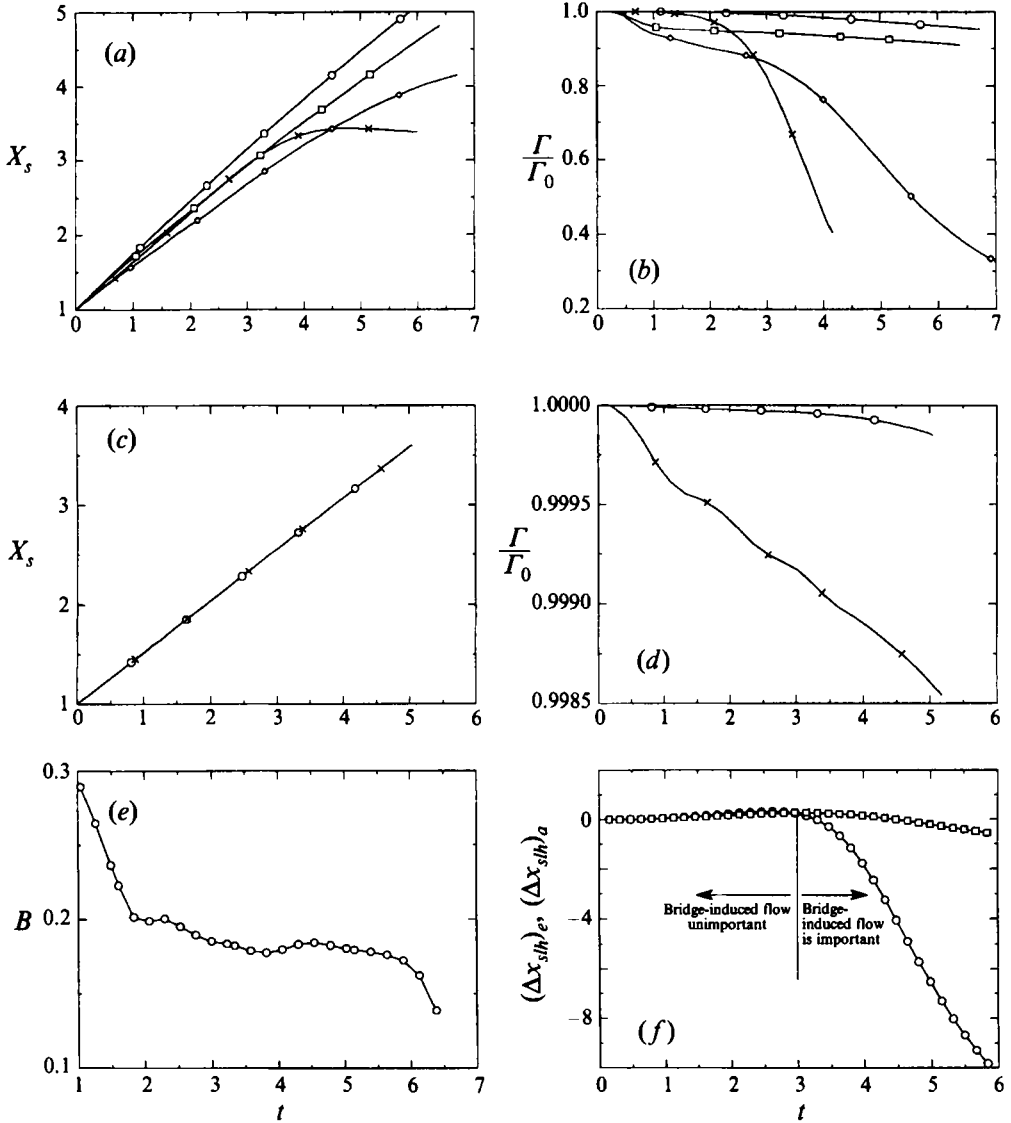 5
4
X_s 3
2
1
(a)
0 1 2 3 4 5 6 7
1.0
0.8
Γ/Γ_0 0.6
0.4
0.2
(b)
0 1 2 3 4 5 6 7
4
3
X_s
2
1
(c)
0 1 2 3 4 5 6
1.0000
0.9995
Γ/Γ_0
0.9990
0.9985
(d)
0 1 2 3 4 5 6
0.3
B 0.2
0.1
(e)
1 2 3 4 5 6 7
t
(Δx_slh)_e, (Δx_slh)_a
0
−4
−8
Bridge-induced flow
unimportant
Bridge-
induced flow
is important
(f)
0 1 2 3 4 5 6
t